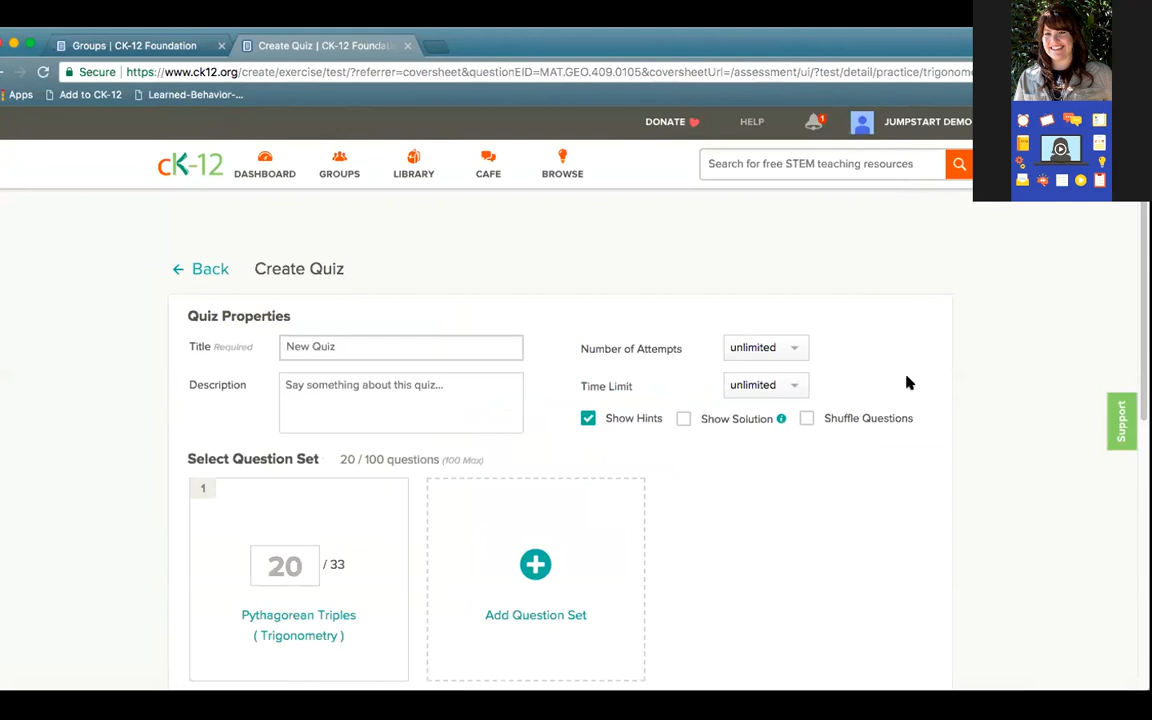 Groups | CK-12 Foundation
Create Quiz | CK-12 Founda
Secure https://www.ck12.org/create/exercise/test/?referrer=coversheet&questionEID=MAT.GEO.409.0105&coversheetUrl=/assessment/ui/?test/detail/practice/trigonome
Apps Add to CK-12 Learned-Behavior-...
DONATE HELP 1 JUMPSTART DEMO
cK-12 DASHBOARD GROUPS LIBRARY CAFE BROWSE Search for free STEM teaching resources
Back Create Quiz
Quiz Properties
Title Required New Quiz Number of Attempts unlimited
Description Say something about this quiz... Time Limit unlimited
Show Hints Show Solution i Shuffle Questions
Support
Select Question Set 20 / 100 questions (100 Max)
1
20 / 33
Pythagorean Triples Add Question Set
( Trigonometry )